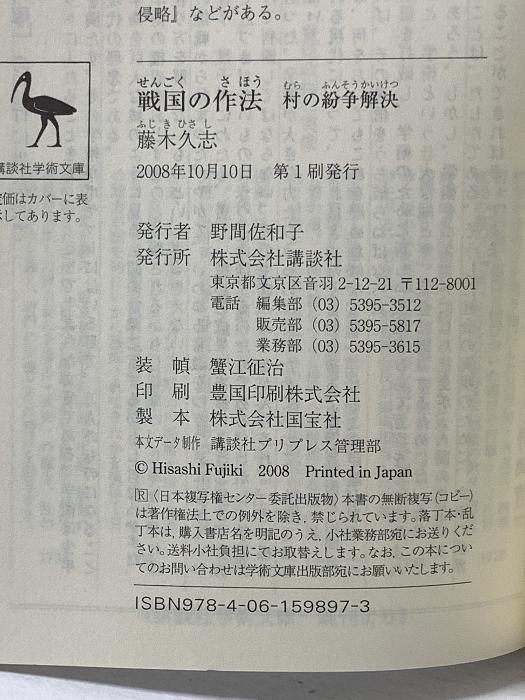 侵略』などがある。
せんごく さほう むら ふんそうかいけつ
戦国の作法 村の紛争解決
ふじき ひさし
藤木久志
2008年10月10日 第1刷発行
講談社学術文庫
定価はカバーに表
示してあります。
発行者 野間佐和子
発行所 株式会社講談社
東京都文京区音羽 2-12-21 〒112-8001
電話 編集部 (03) 5395-3512
販売部 (03) 5395-5817
業務部 (03) 5395-3615
装 幀 蟹江征治
印 刷 豊国印刷株式会社
製 本 株式会社国宝社
本文データ制作 講談社プリプレス管理部
© Hisashi Fujiki 2008 Printed in Japan
R〈日本複写権センター委託出版物〉本書の無断複写(コピー)
は著作権法上での例外を除き,禁じられています。落丁本・乱
丁本は,購入書店名を明記のうえ,小社業務部宛にお送りくだ
さい。送料小社負担にてお取替えします。なお,この本につい
てのお問い合わせは学術文庫出版部宛にお願いいたします。
ISBN978-4-06-159897-3